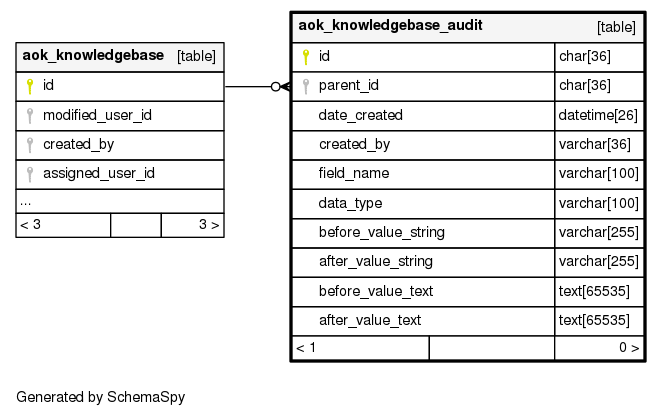 aok_knowledgebase [table]
id
modified_user_id
created_by
assigned_user_id
...
< 3 3 >
aok_knowledgebase_audit [table]
id char[36]
parent_id char[36]
date_created datetime[26]
created_by varchar[36]
field_name varchar[100]
data_type varchar[100]
before_value_string varchar[255]
after_value_string varchar[255]
before_value_text text[65535]
after_value_text text[65535]
< 1 0 >
Generated by SchemaSpy